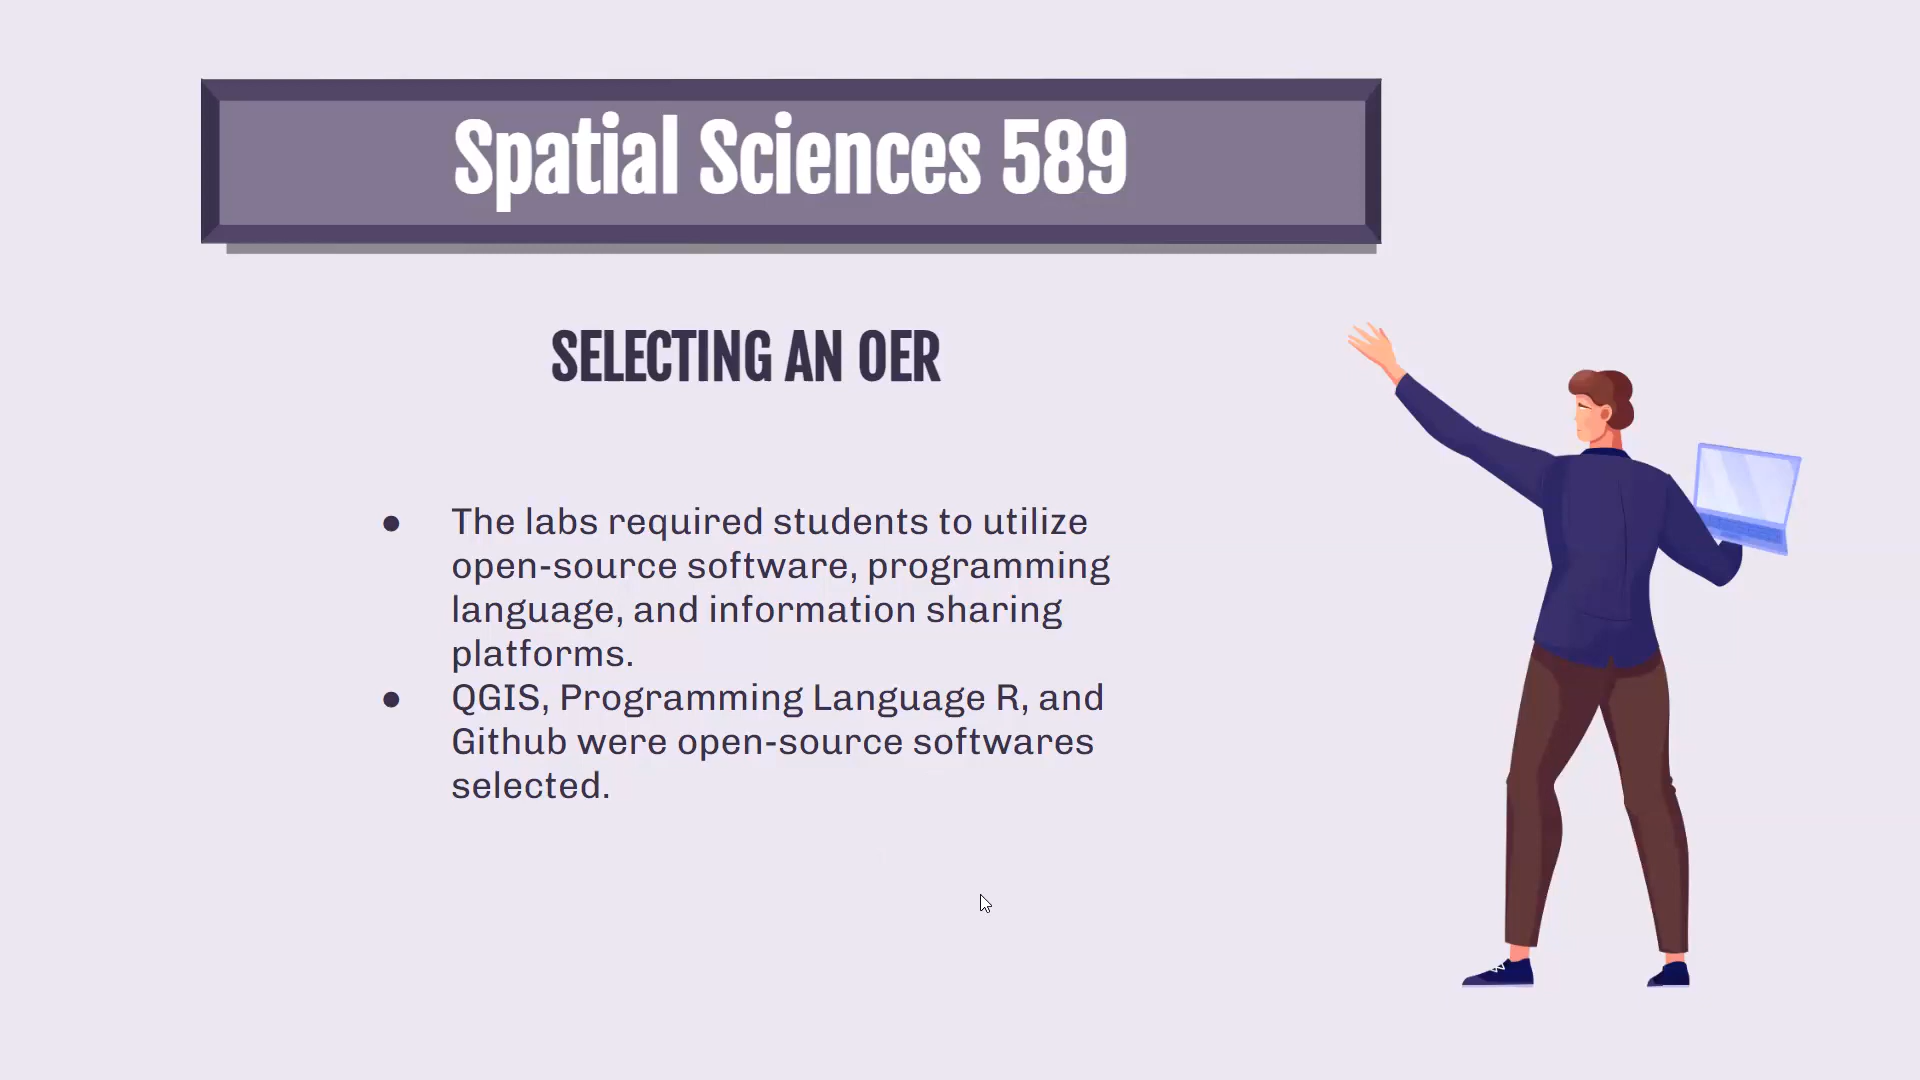 Spatial Sciences 589
SELECTING AN OER
● The labs required students to utilize
open-source software, programming
language, and information sharing
platforms.
● QGIS, Programming Language R, and
Github were open-source softwares
selected.